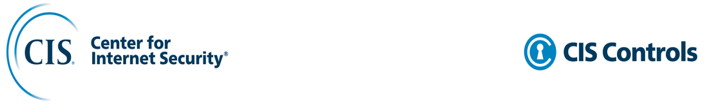 CIS®
Center for
Internet Security®
CIS Controls